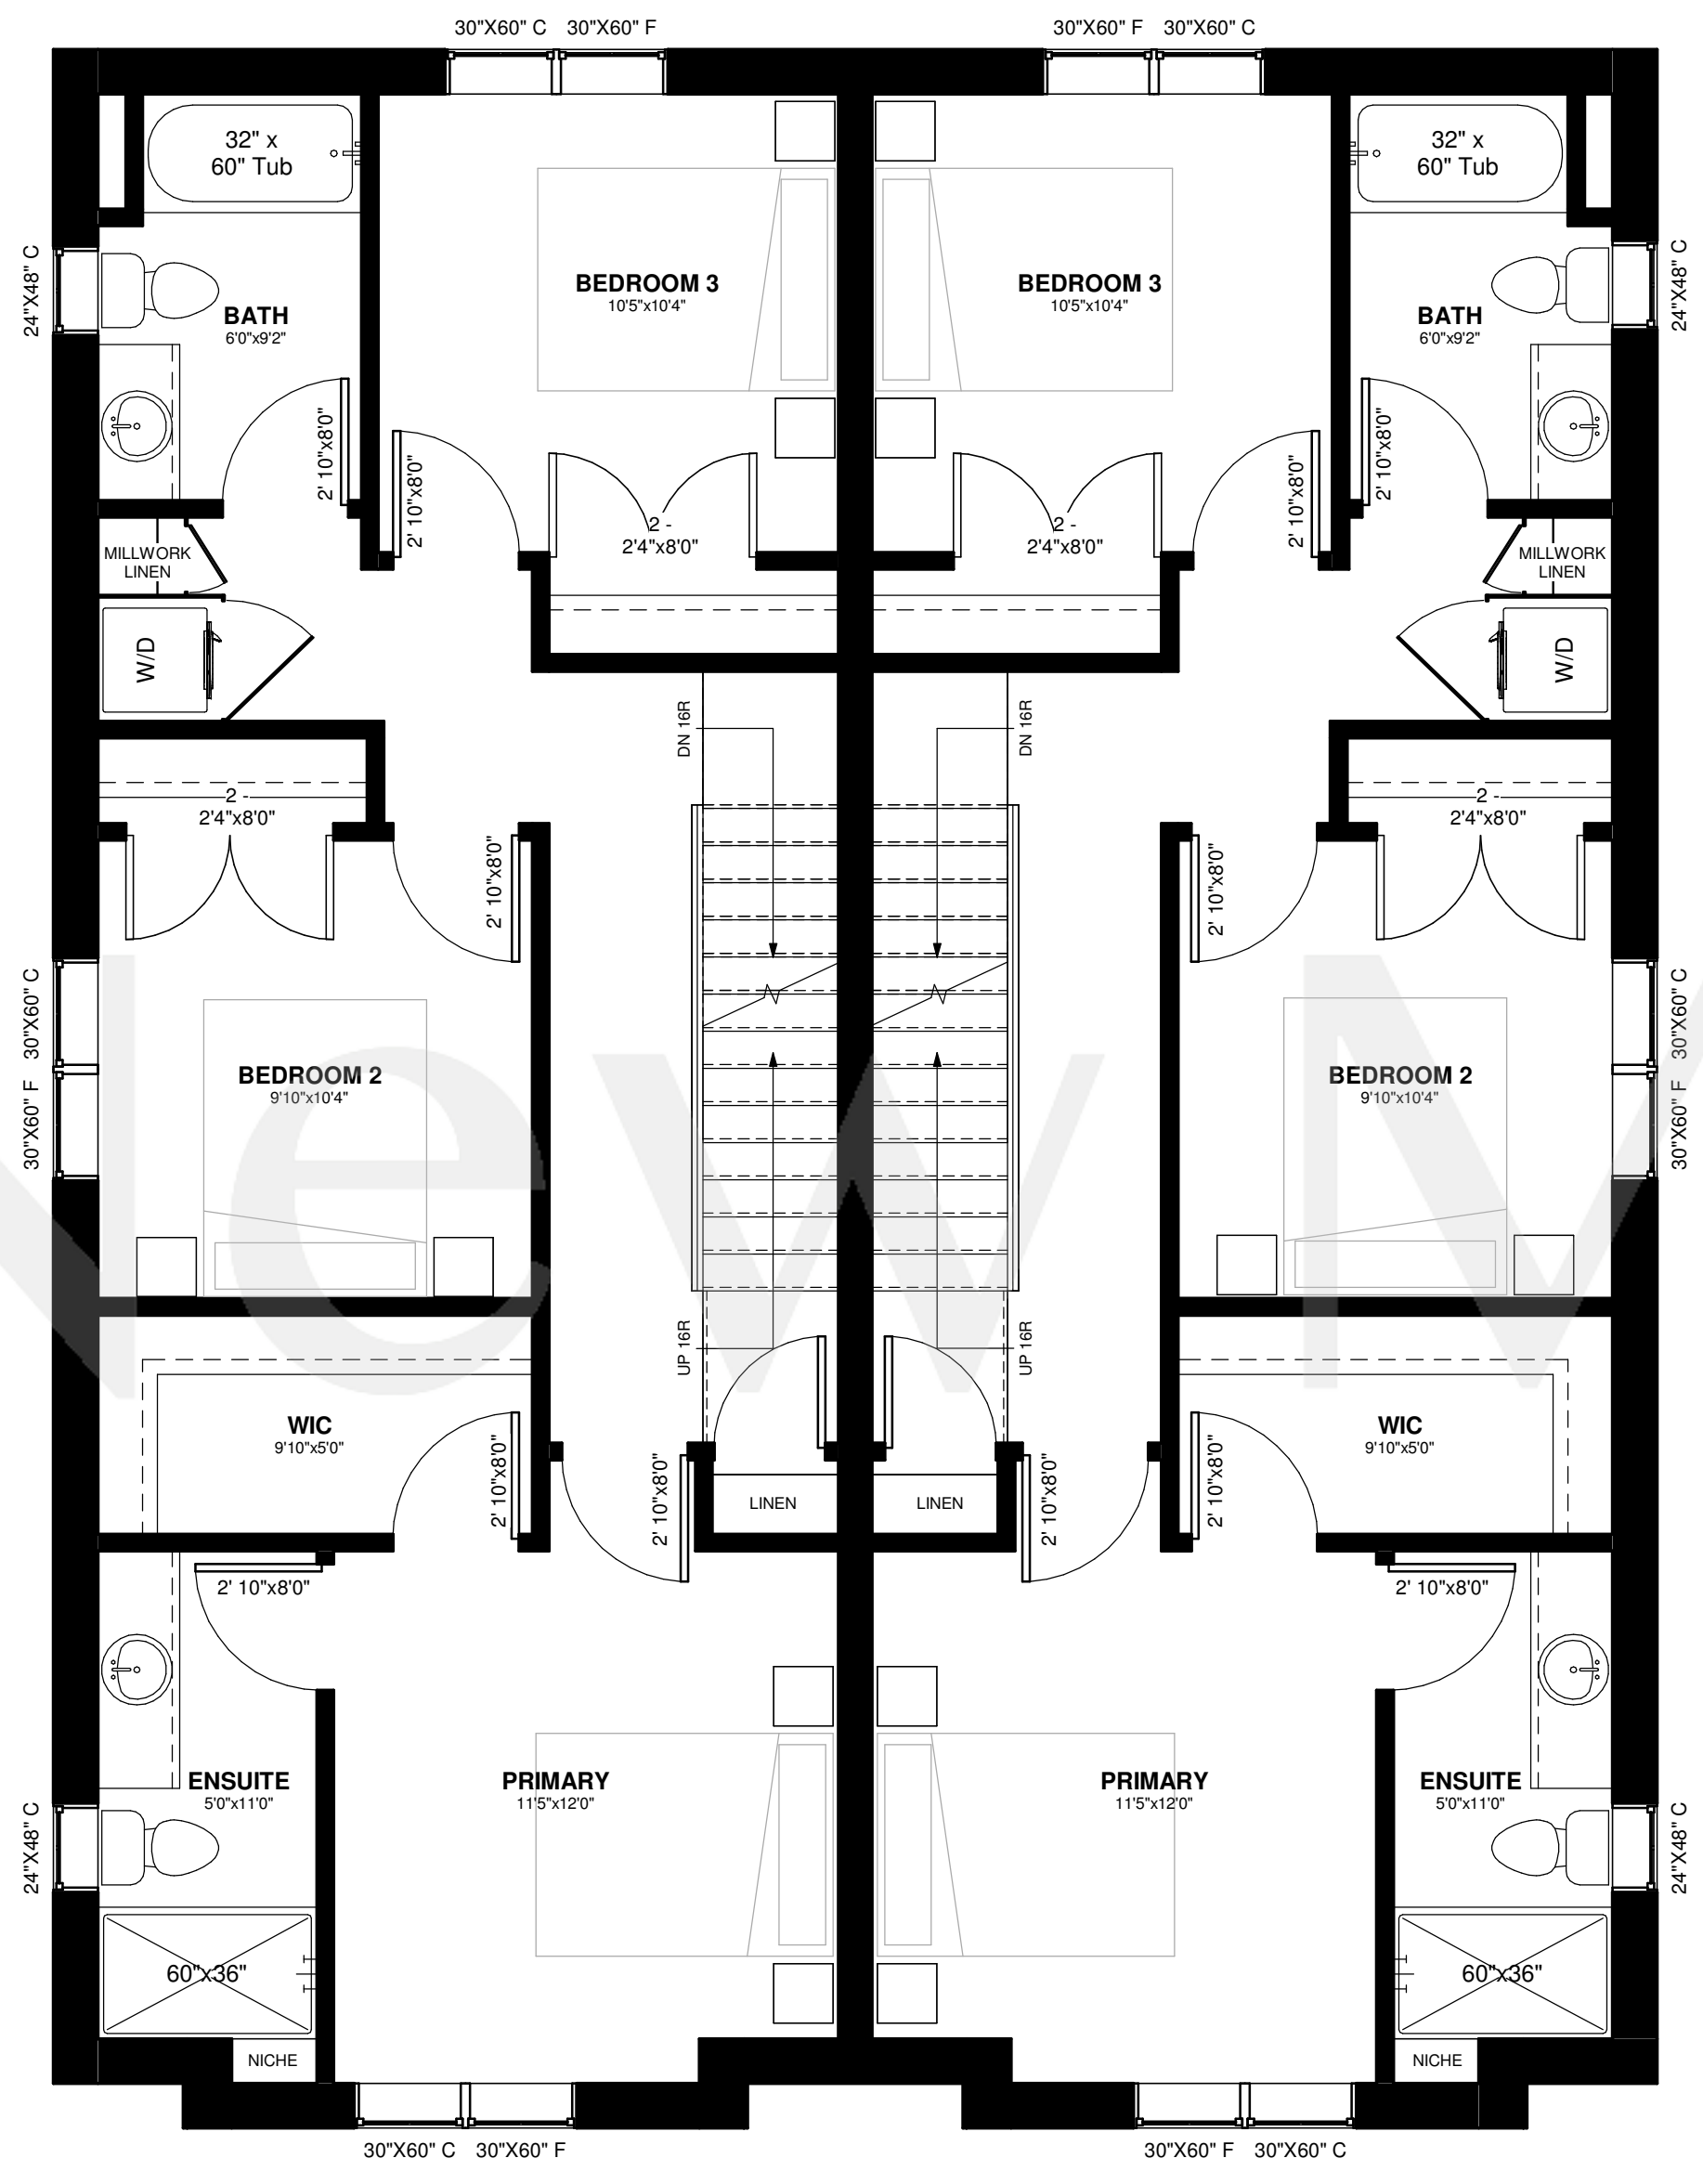 30"X60" C 30"X60" F 30"X60" F 30"X60" C
32" x 32" x
60" Tub 60" Tub
24"X48" C 24"X48" C
BEDROOM 3 BEDROOM 3
10'5"x10'4" 10'5"x10'4"
BATH BATH
6'0"x9'2" 6'0"x9'2"
2' 10"x8'0" 2' 10"x8'0"
2' 10"x8'0" 2' 10"x8'0"
2 - 2 -
2'4"x8'0" 2'4"x8'0"
MILLWORK MILLWORK
LINEN LINEN
W/D W/D
DN 16R DN 16R
2 - 2 -
2'4"x8'0" 2'4"x8'0"
2' 10"x8'0" 2' 10"x8'0"
30"X60" C 30"X60" C
BEDROOM 2 BEDROOM 2
9'10"x10'4" 9'10"x10'4"
30"X60" F 30"X60" F
New M
UP 16R UP 16R
WIC WIC
9'10"x5'0" 9'10"x5'0"
2' 10"x8'0" 2' 10"x8'0" 2' 10"x8'0" 2' 10"x8'0"
LINEN LINEN
2' 10"x8'0" 2' 10"x8'0"
ENSUITE PRIMARY PRIMARY ENSUITE
5'0"x11'0" 11'5"x12'0" 11'5"x12'0" 5'0"x11'0"
24"X48" C 24"X48" C
60"x36" 60"x36"
NICHE NICHE
30"X60" C 30"X60" F 30"X60" F 30"X60" C